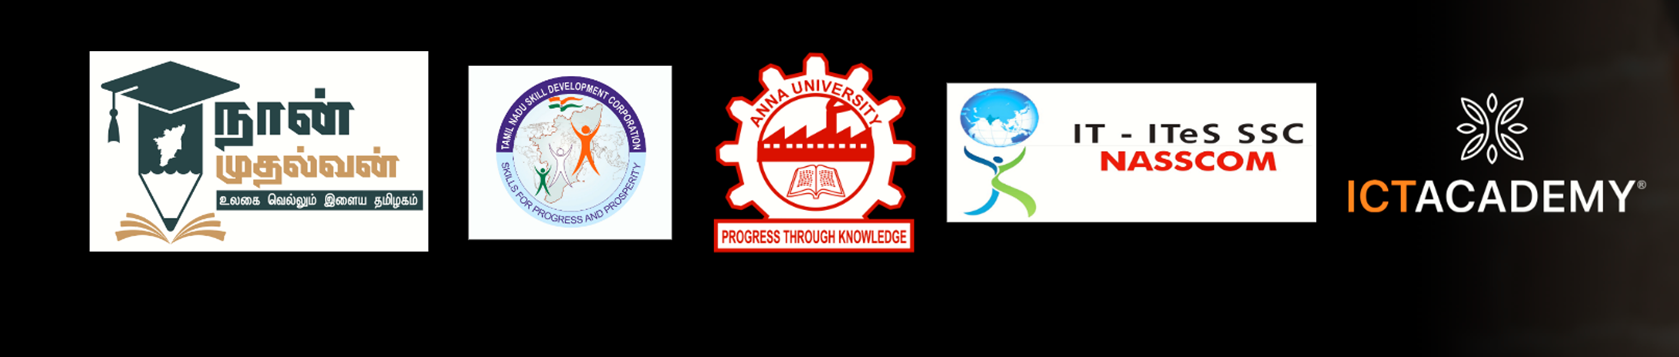 நான்
முதல்வன்
உலகை வெல்லும் இளைய தமிழகம்
TAMIL NADU SKILL DEVELOPMENT CORPORATION
SKILLS FOR PROGRESS AND PROSPERITY
ANNA UNIVERSITY
PROGRESS THROUGH KNOWLEDGE
IT - ITeS SSC
NASSCOM
ICTACADEMY®